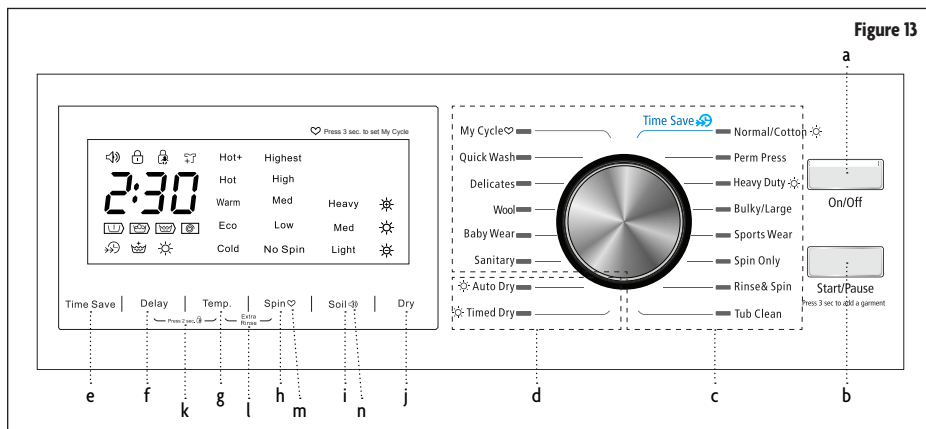 Figure 13
a
♡ Press 3 sec. to set My Cycle
Hot+ Highest
2:30
Hot High
Warm Med Heavy
Eco Low Med
Cold No Spin Light
Time Save Delay Temp. Spin♡ Soil Dry
Press 2 sec.
Extra
Rinse
Time Save
My Cycle♡ Normal/Cotton
Quick Wash Perm Press
Delicates Heavy Duty
Wool Bulky/Large
Baby Wear Sports Wear
Sanitary Spin Only
Auto Dry Rinse& Spin
Timed Dry Tub Clean
On/Off
Start/Pause
Press 3 sec to add a garment
e f k g l h m i n j d c b